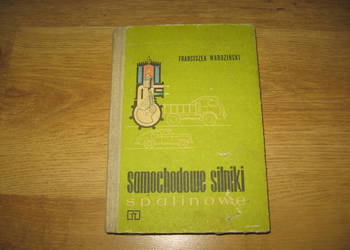 FRANCISZEK WARDZIŃSKI
samochodowe silniki
spalinowe